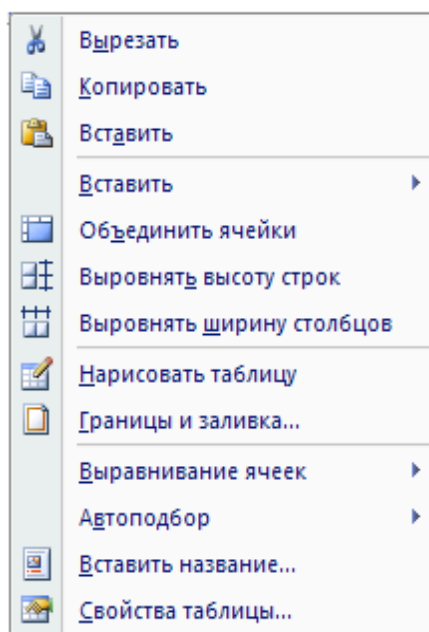 Вырезать
Копировать
Вставить
Вставить
Объединить ячейки
Выровнять высоту строк
Выровнять ширину столбцов
Нарисовать таблицу
Границы и заливка...
Выравнивание ячеек
Автоподбор
Вставить название...
Свойства таблицы...